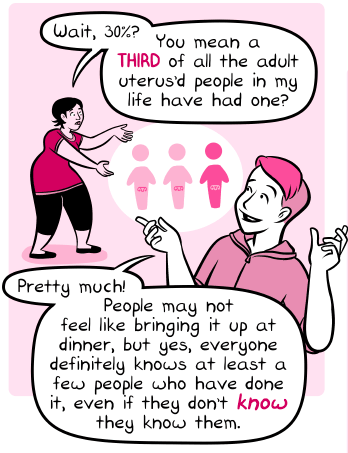 Wait, 30%?
You mean a
THIRD of all the adult
uterus'd people in my
life have had one?
Pretty much!
People may not
feel like bringing it up at
dinner, but yes, everyone
definitely knows at least a
few people who have done
it, even if they don't know
they know them.